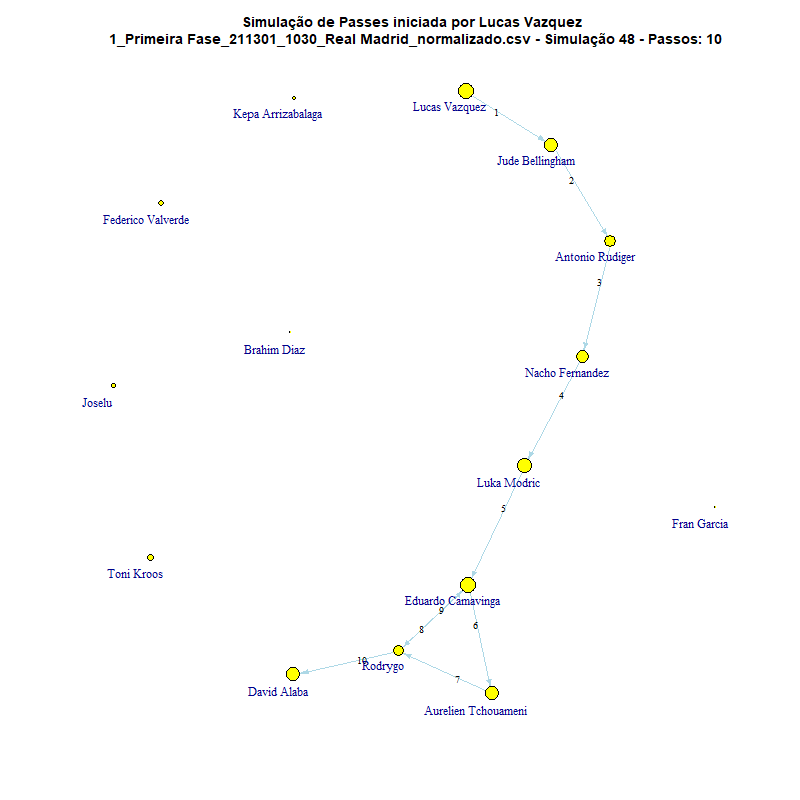 Simulação de Passes iniciada por Lucas Vazquez
1_Primeira Fase_211301_1030_Real Madrid_normalizado.csv - Simulação 48 - Passos: 10
Kepa Arrizabalaga
Lucas Vazquez
1
Jude Bellingham
2
Federico Valverde
Antonio Rudiger
3
Brahim Diaz
Nacho Fernandez
4
Joselu
Luka Modric
5
Fran Garcia
Toni Kroos
Eduardo Camavinga
9
6
8
10
Rodrygo
7
David Alaba
Aurelien Tchouameni